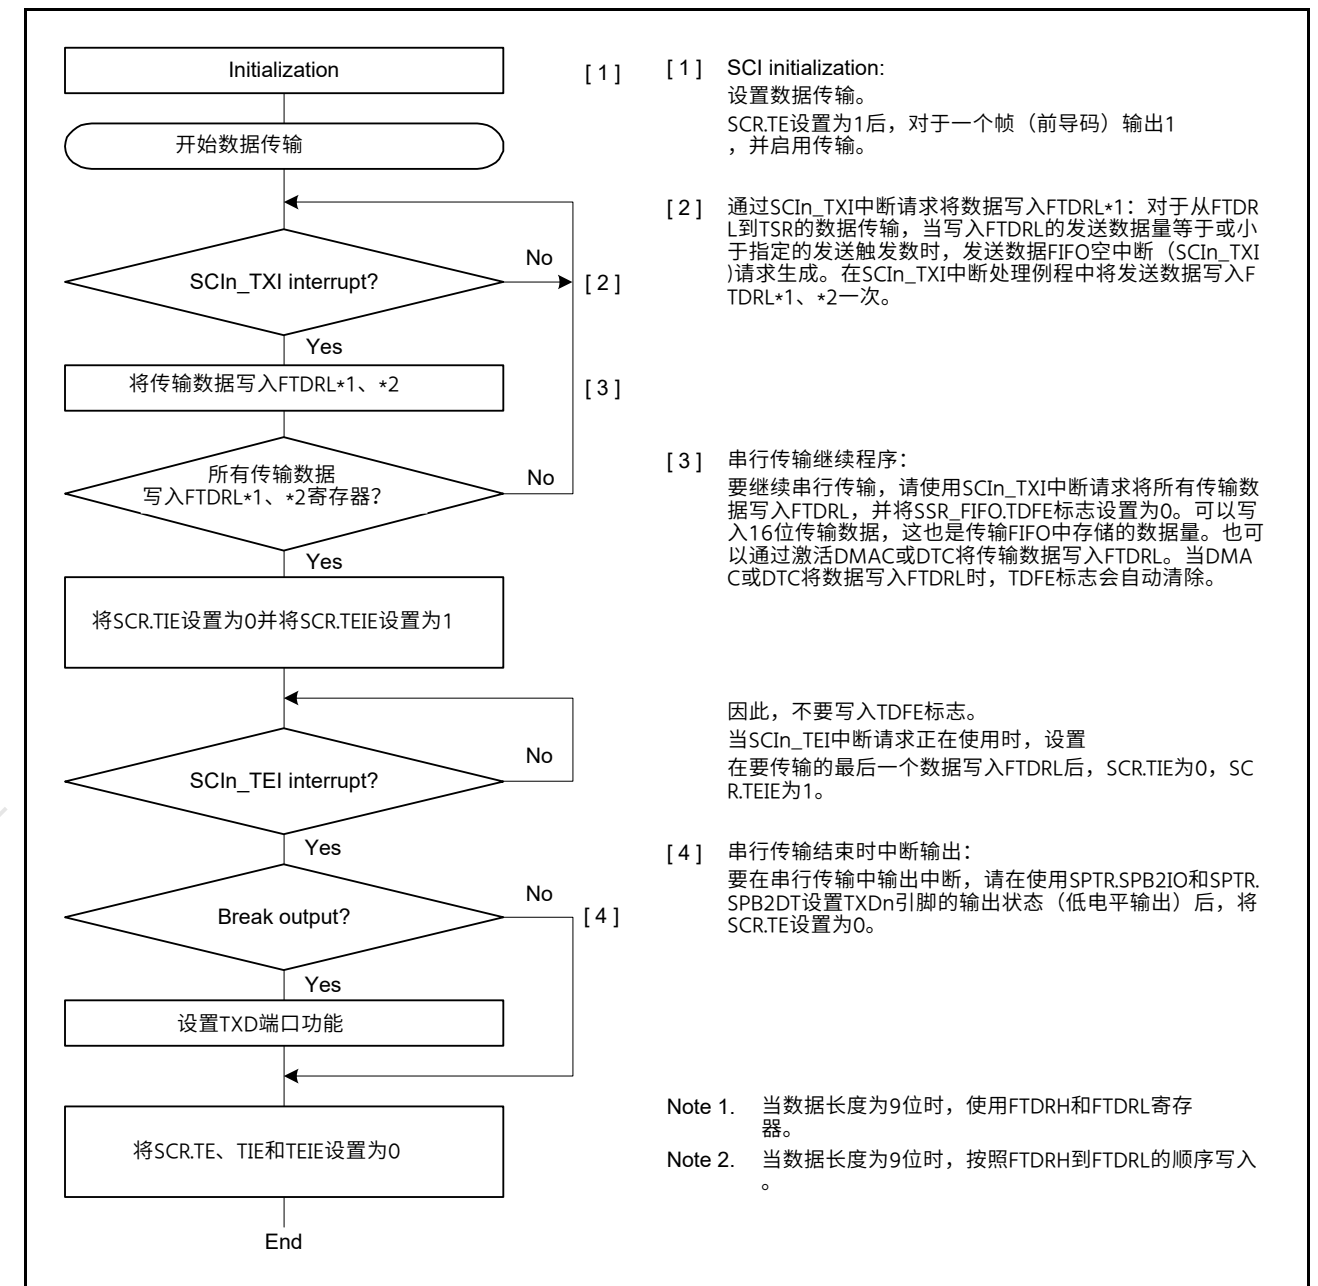 Initialization
[ 1 ]
开始数据传输
No
SCIn_TXI interrupt?
[ 2 ]
Yes
将传输数据写入FTDRL*1、*2
[ 3 ]
所有传输数据
写入FTDRL*1、*2寄存器?
No
Yes
将SCR.TIE设置为0并将SCR.TEIE设置为1
No
SCIn_TEI interrupt?
Yes
No
Break output?
[ 4 ]
Yes
设置TXD端口功能
将SCR.TE、TIE和TEIE设置为0
End
[ 1 ] SCI initialization:
设置数据传输。
SCR.TE设置为1后，对于一个帧（前导码）输出1
，并启用传输。
[ 2 ] 通过SCIn_TXI中断请求将数据写入FTDRL*1：对于从FTDR
L到TSR的数据传输，当写入FTDRL的发送数据量等于或小
于指定的发送触发数时，发送数据FIFO空中断（SCIn_TXI
)请求生成。在SCIn_TXI中断处理例程中将发送数据写入F
TDRL*1、*2一次。
[ 3 ] 串行传输继续程序：
要继续串行传输，请使用SCIn_TXI中断请求将所有传输数
据写入FTDRL，并将SSR_FIFO.TDFE标志设置为0。可以写
入16位传输数据，这也是传输FIFO中存储的数据量。也可
以通过激活DMAC或DTC将传输数据写入FTDRL。当DMA
C或DTC将数据写入FTDRL时，TDFE标志会自动清除。
因此，不要写入TDFE标志。
当SCIn_TEI中断请求正在使用时，设置
在要传输的最后一个数据写入FTDRL后，SCR.TIE为0，SC
R.TEIE为1。
[ 4 ] 串行传输结束时中断输出：
要在串行传输中输出中断，请在使用SPTR.SPB2IO和SPTR.
SPB2DT设置TXDn引脚的输出状态（低电平输出）后，将
SCR.TE设置为0。
Note 1. 当数据长度为9位时，使用FTDRH和FTDRL寄存
器。
Note 2. 当数据长度为9位时，按照FTDRH到FTDRL的顺序写入
。